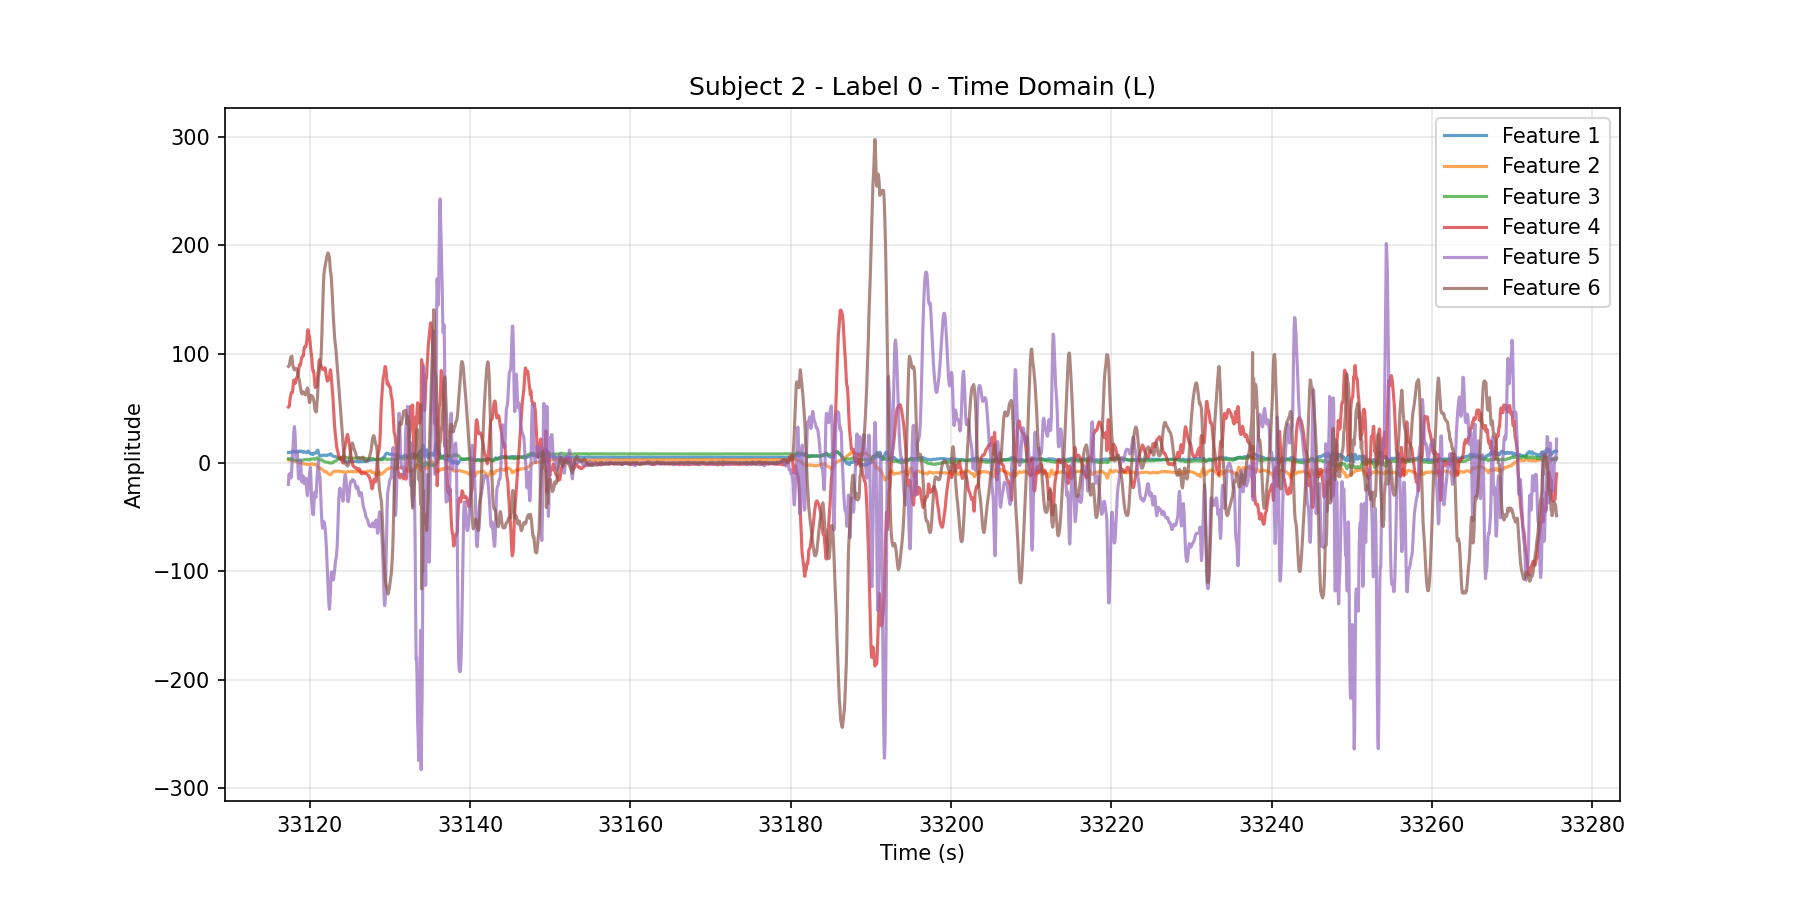 Subject 2 - Label 0 - Time Domain (L)
300
200
100
0
−100
−200
−300
Amplitude
33120
33140
33160
33180
33200
33220
33240
33260
33280
Time (s)
Feature 1
Feature 2
Feature 3
Feature 4
Feature 5
Feature 6